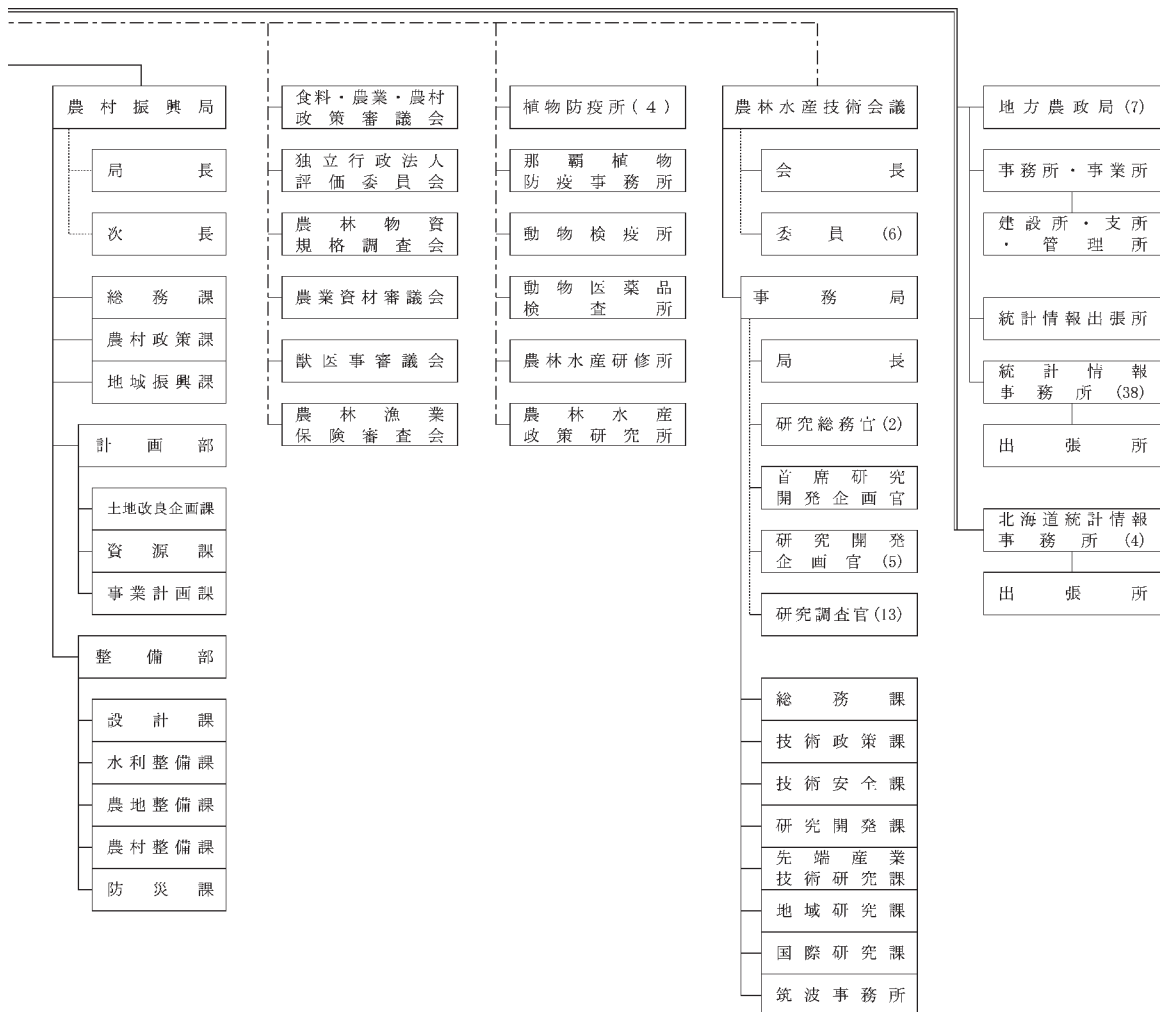 農村振興局
局長
次長
総務課
農村政策課
地域振興課
計画部
土地改良企画課
資源課
事業計画課
整備部
設計課
水利整備課
農地整備課
農村整備課
防災課
食料・農業・農村
政策審議会
独立行政法人
評価委員会
農林物資
規格調査会
農業資材審議会
獣医事審議会
農林漁業
保険審査会
植物防疫所(4)
那覇植物
防疫事務所
動物検疫所
動物医薬品
検査所
農林水産研修所
農林水産
政策研究所
農林水産技術会議
会長
委員(6)
事務局
局長
研究総務官(2)
首席研究
開発企画官
研究開発
企画官(5)
研究調査官(13)
総務課
技術政策課
技術安全課
研究開発課
先端産業
技術研究課
地域研究課
国際研究課
筑波事務所
地方農政局(7)
事務所・事業所
建設所・支所
・管理所
統計情報出張所
統計情報
事務所(38)
出張所
北海道統計情報
事務所(4)
出張所